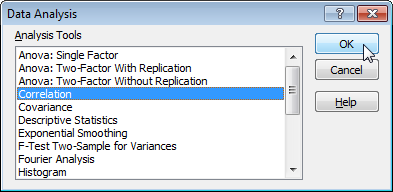 Data Analysis
Analysis Tools
Anova: Single Factor
Anova: Two-Factor With Replication
Anova: Two-Factor Without Replication
Correlation
Covariance
Descriptive Statistics
Exponential Smoothing
F-Test Two-Sample for Variances
Fourier Analysis
Histogram
OK
Cancel
Help